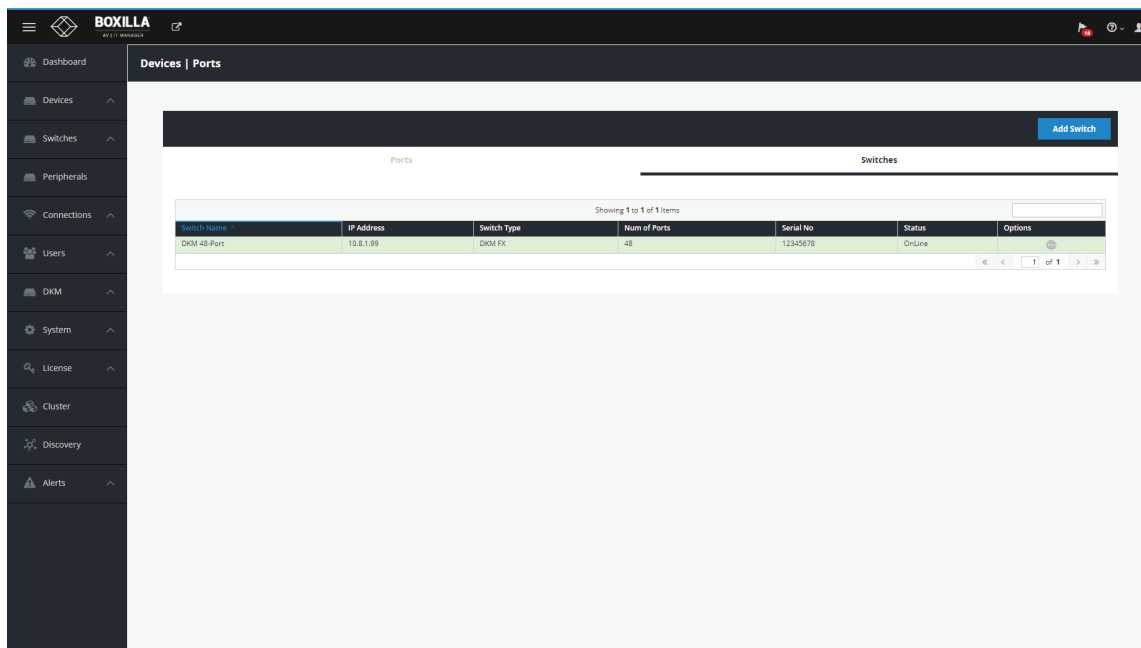 BOXILLA
AV | IT MANAGER
18
Dashboard
Devices | Ports
Devices
Switches
Peripherals
Connections
Users
DKM
System
License
Cluster
Discovery
Alerts
Add Switch
Ports Switches
Showing 1 to 1 of 1 Items
Switch Name IP Address Switch Type Num of Ports Serial No Status Options
DKM 48-Port 10.8.1.99 DKM FX 48 12345678 OnLine
1 of 1